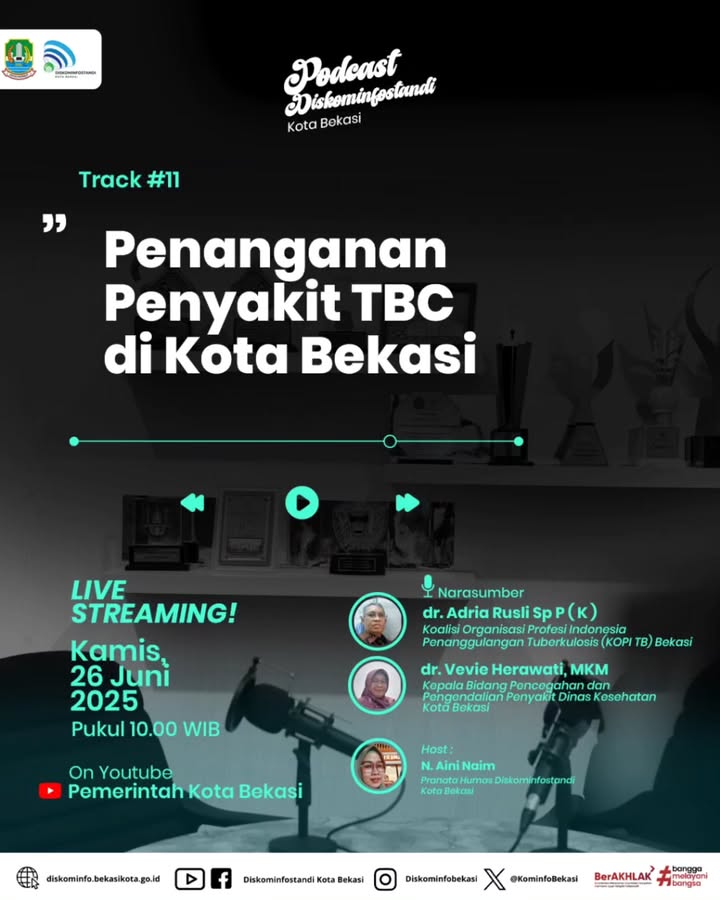 DISKOMINFOSTANDI
KOTA BEKASI
Podcast
Diskominfostandi
Kota Bekasi
Track #11
”
Penanganan
Penyakit TBC
di Kota Bekasi
LIVE
STREAMING!
Kamis,
26 Juni
2025
Pukul 10.00 WIB
On Youtube
Pemerintah Kota Bekasi
Narasumber
dr. Adria Rusli Sp P ( K )
Koalisi Organisasi Profesi Indonesia
Penanggulangan Tuberkulosis (KOPI TB) Bekasi
dr. Vevie Herawati, MKM
Kepala Bidang Pencegahan dan
Pengendalian Penyakit Dinas Kesehatan
Kota Bekasi
Host :
N. Aini Naim
Pranata Humas Diskominfostandi
Kota Bekasi
diskominfo.bekasikota.go.id
Diskominfostandi Kota Bekasi
Diskominfobekasi
@KominfoBekasi
BerAKHLAK
#bangga
melayani
bangsa